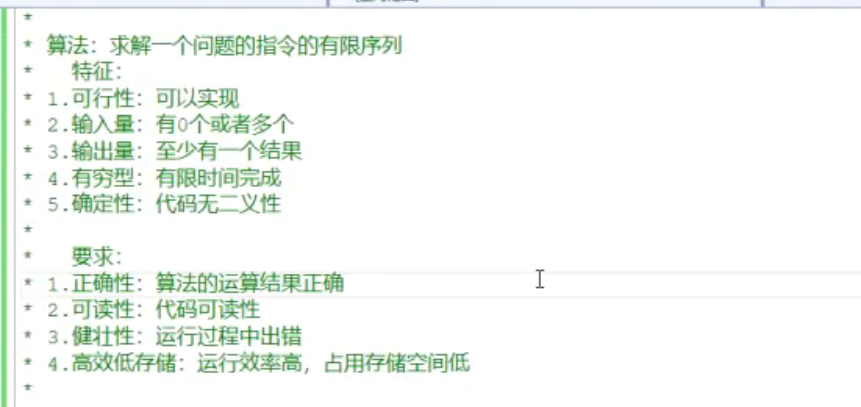 *
* 算法：求解一个问题的指令的有限序列
*   特征：
* 1.可行性：可以实现
* 2.输入量：有0个或者多个
* 3.输出量：至少有一个结果
* 4.有穷型：有限时间完成
* 5.确定性：代码无二义性
*
*   要求：
* 1.正确性：算法的运算结果正确
* 2.可读性：代码可读性
* 3.健壮性：运行过程中出错
* 4.高效低存储：运行效率高，占用存储空间低
*